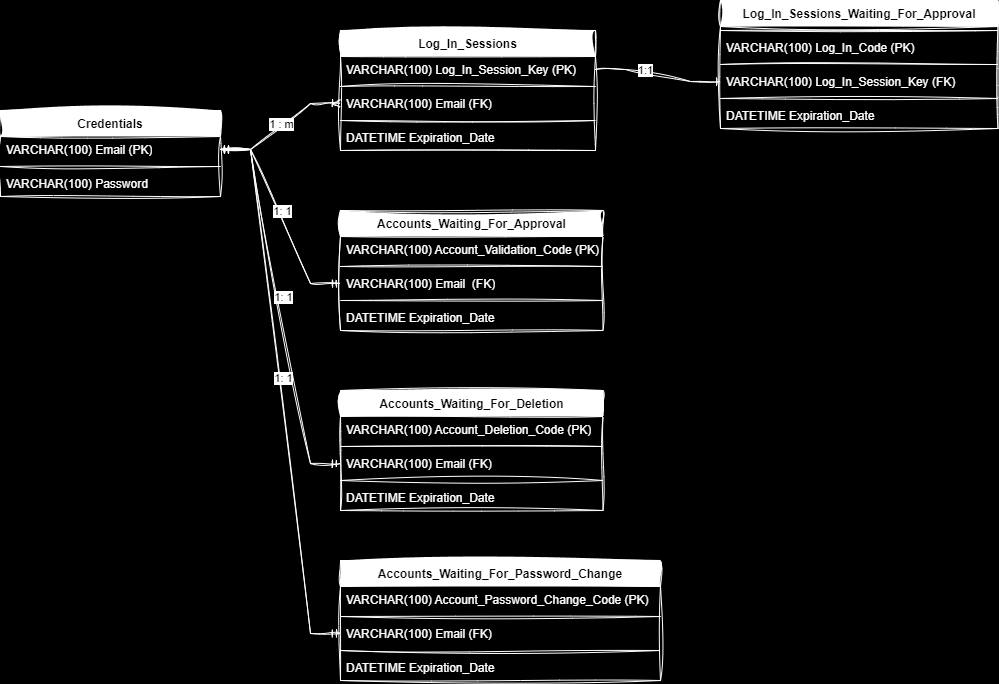 Log_In_Sessions_Waiting_For_Approval
VARCHAR(100) Log_In_Code (PK)
VARCHAR(100) Log_In_Session_Key (FK)
DATETIME Expiration_Date
Log_In_Sessions
VARCHAR(100) Log_In_Session_Key (PK)
VARCHAR(100) Email (FK)
DATETIME Expiration_Date
1:1
Credentials
VARCHAR(100) Email (PK)
VARCHAR(100) Password
1 : m
1: 1
1: 1
1: 1
Accounts_Waiting_For_Approval
VARCHAR(100) Account_Validation_Code (PK)
VARCHAR(100) Email  (FK)
DATETIME Expiration_Date
Accounts_Waiting_For_Deletion
VARCHAR(100) Account_Deletion_Code (PK)
VARCHAR(100) Email (FK)
DATETIME Expiration_Date
Accounts_Waiting_For_Password_Change
VARCHAR(100) Account_Password_Change_Code (PK)
VARCHAR(100) Email (FK)
DATETIME Expiration_Date